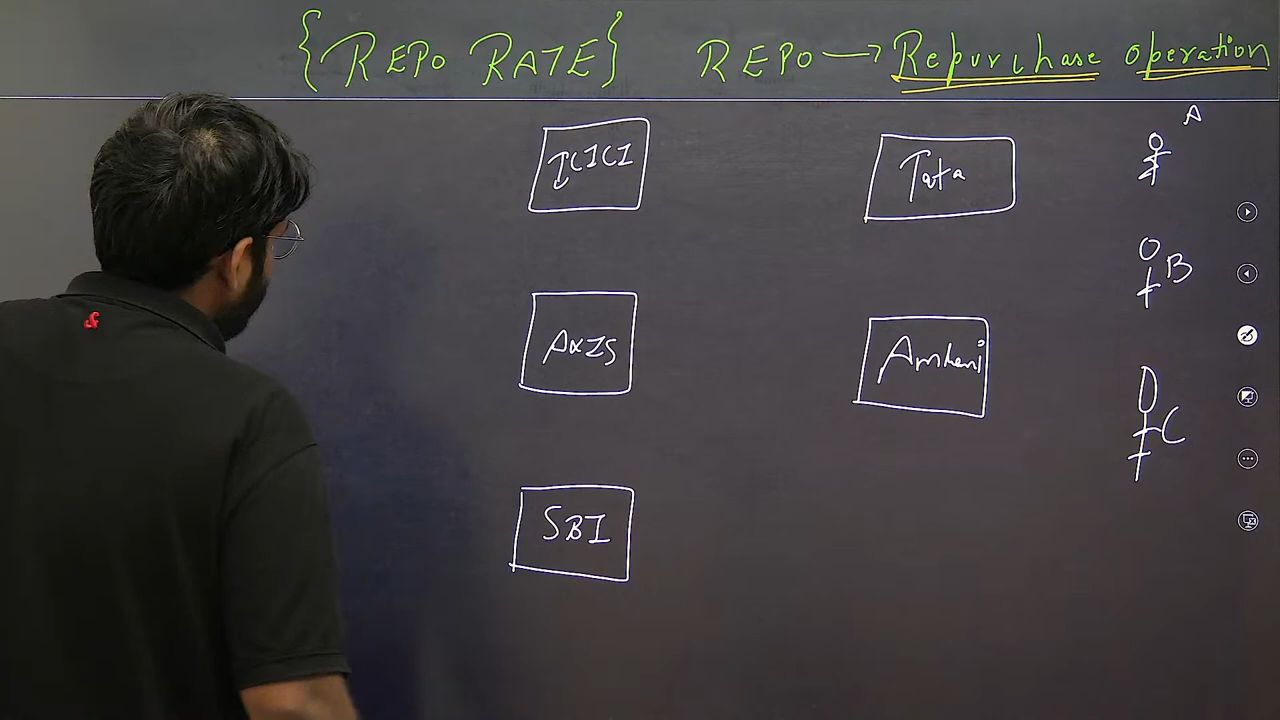 {REPO RATE} REPO → Repurchase operation
A
ICICI
Tata
B
AXIS
Ambani
C
SBI